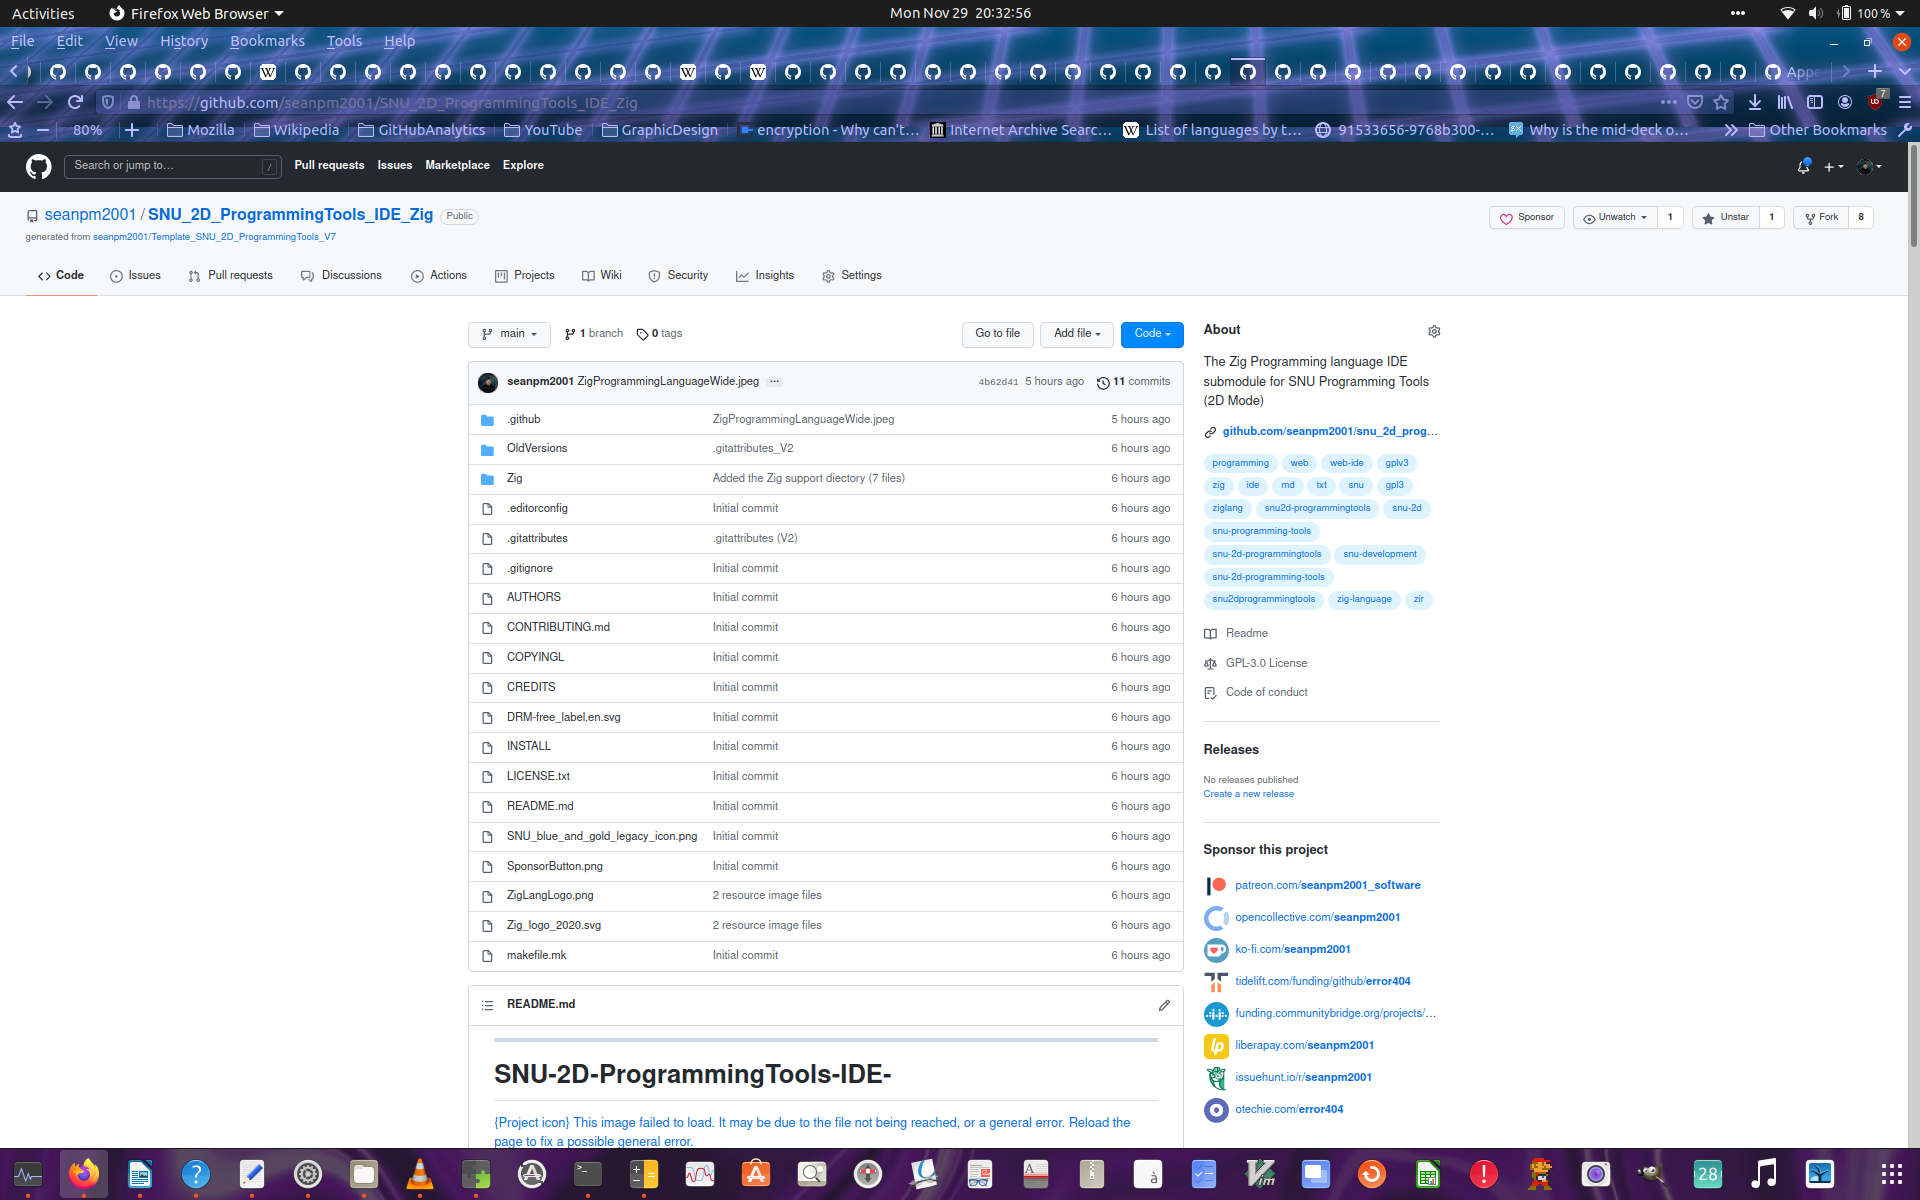 Activities Firefox Web Browser Mon Nov 29 20:32:56 100 %
File Edit View History Bookmarks Tools Help
https://github.com/seanpm2001/SNU_2D_ProgrammingTools_IDE_Zig 7
80% Mozilla Wikipedia GitHubAnalytics YouTube GraphicDesign encryption - Why can't… Internet Archive Searc… List of languages by t… 91533656-9768b300-… Why is the mid-deck o… Other Bookmarks
Search or jump to… / Pull requests Issues Marketplace Explore
seanpm2001 / SNU_2D_ProgrammingTools_IDE_Zig Public Sponsor Unwatch 1 Unstar 1 Fork 8
generated from seanpm2001/Template_SNU_2D_ProgrammingTools_V7
Code Issues Pull requests Discussions Actions Projects Wiki Security Insights Settings
main 1 branch 0 tags Go to file Add file Code
seanpm2001 ZigProgrammingLanguageWide.jpeg ... 4b62d41 5 hours ago 11 commits
.github ZigProgrammingLanguageWide.jpeg 5 hours ago
OldVersions .gitattributes_V2 6 hours ago
Zig Added the Zig support diectory (7 files) 6 hours ago
.editorconfig Initial commit 6 hours ago
.gitattributes .gitattributes (V2) 6 hours ago
.gitignore Initial commit 6 hours ago
AUTHORS Initial commit 6 hours ago
CONTRIBUTING.md Initial commit 6 hours ago
COPYINGL Initial commit 6 hours ago
CREDITS Initial commit 6 hours ago
DRM-free_label.en.svg Initial commit 6 hours ago
INSTALL Initial commit 6 hours ago
LICENSE.txt Initial commit 6 hours ago
README.md Initial commit 6 hours ago
SNU_blue_and_gold_legacy_icon.png Initial commit 6 hours ago
SponsorButton.png Initial commit 6 hours ago
ZigLangLogo.png 2 resource image files 6 hours ago
Zig_logo_2020.svg 2 resource image files 6 hours ago
makefile.mk Initial commit 6 hours ago
README.md
SNU-2D-ProgrammingTools-IDE-
{Project icon} This image failed to load. It may be due to the file not being reached, or a general error. Reload the
page to fix a possible general error.
About
The Zig Programming language IDE
submodule for SNU Programming Tools
(2D Mode)
github.com/seanpm2001/snu_2d_prog…
programming web web-ide gplv3
zig ide md txt snu gpl3
ziglang snu2d-programmingtools snu-2d
snu-programming-tools
snu-2d-programmingtools snu-development
snu-2d-programming-tools
snu2dprogrammingtools zig-language zir
Readme
GPL-3.0 License
Code of conduct
Releases
No releases published
Create a new release
Sponsor this project
patreon.com/seanpm2001_software
opencollective.com/seanpm2001
ko-fi.com/seanpm2001
tidelift.com/funding/github/error404
funding.communitybridge.org/projects/…
liberapay.com/seanpm2001
issuehunt.io/r/seanpm2001
otechie.com/error404
28